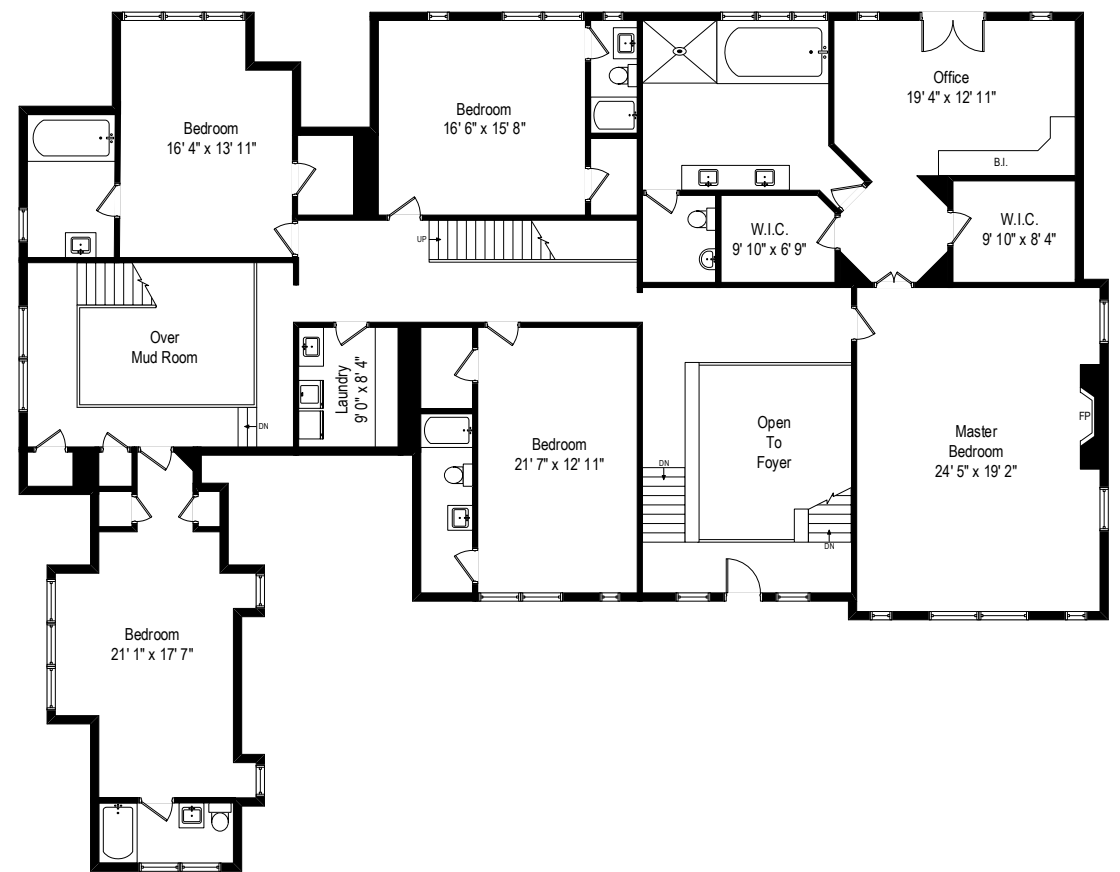 Bedroom
16' 4" x 13' 11"
Bedroom
16' 6" x 15' 8"
Office
19' 4" x 12' 11"
B.I.
UP
W.I.C.
9' 10" x 6' 9"
W.I.C.
9' 10" x 8' 4"
Over
Mud Room
DN
Laundry
9' 0" x 8' 4"
Bedroom
21' 7" x 12' 11"
Open
To
Foyer
DN
DN
Master
Bedroom
24' 5" x 19' 2"
FP
Bedroom
21' 1" x 17' 7"